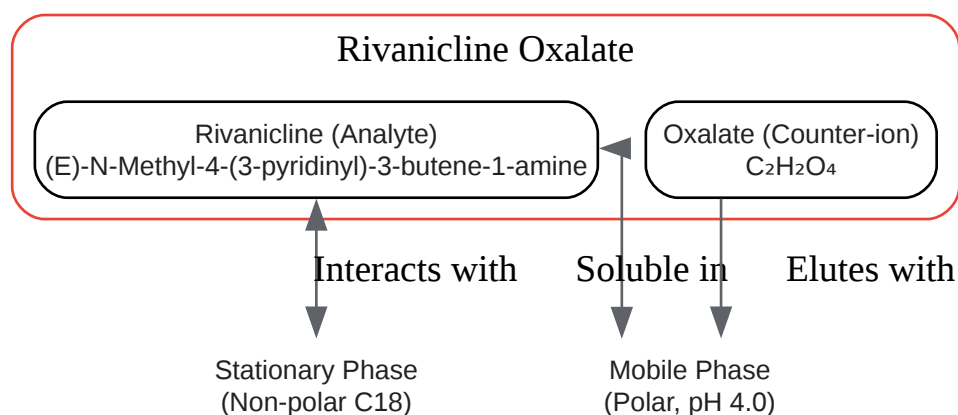 Rivanicline Oxalate
Rivanicline (Analyte)
(E)-N-Methyl-4-(3-pyridinyl)-3-butene-1-amine
Oxalate (Counter-ion)
C₂H₂O₄
Interacts with
Soluble in
Elutes with
Stationary Phase
(Non-polar C18)
Mobile Phase
(Polar, pH 4.0)